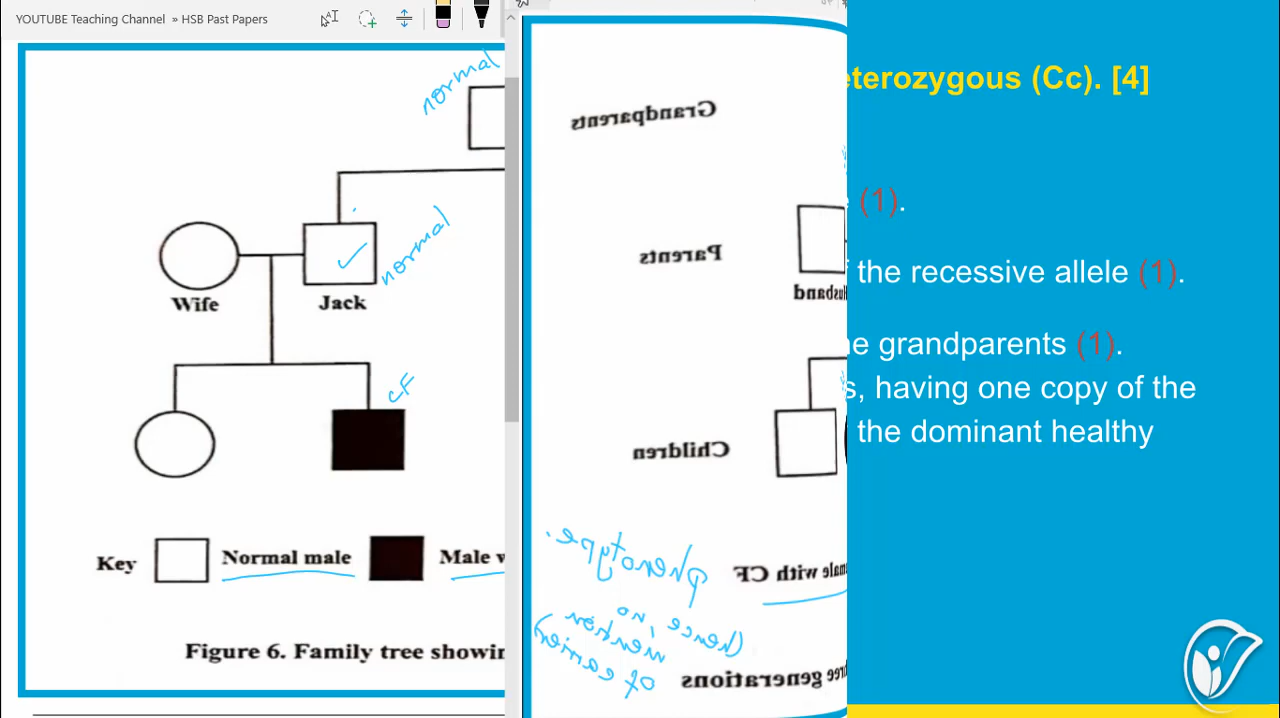 YOUTUBE Teaching Channel » HSB Past Papers
normal
Grandparents
normal
Parents
Wife
Jack
Husband
CF
Children
phenotype.
Key
Normal male
Male w
male with CF
(hence, no
mention
of carrier)
Figure 6. Family tree showin
ree generations
eterozygous (Cc). [4]
e (1).
f the recessive allele (1).
he grandparents (1).
s, having one copy of the
the dominant healthy